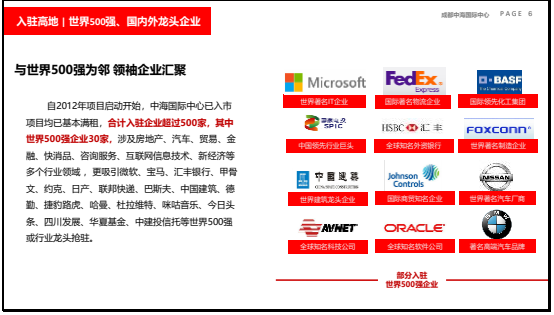 入驻高地 | 世界500强、国内外龙头企业
成都中海国际中心 PAGE 6
与世界500强为邻 领袖企业汇聚
自2012年项目启动开始，中海国际中心已入市
项目均已基本满租，合计入驻企业超过500家，其中
世界500强企业30家，涉及房地产、汽车、贸易、金
融、快消品、咨询服务、互联网信息技术、新经济等
多个行业领域，更吸引微软、宝马、汇丰银行、甲骨
文、约克、日产、联邦快递、巴斯夫、中国建筑、德
勤、捷豹路虎、哈曼、杜拉维特、咪咕音乐、今日头
条、四川发展、华夏基金、中建投信托等世界500强
或行业龙头抢驻。
Microsoft
FedEx
Express
BASF
The Chemical Company
世界著名IT企业
国际著名物流企业
国际领先化工集团
国家电投
SPIC
HSBC 汇丰
FOXCONN
中国领先行业巨头
全球知名外资银行
世界著名制造企业
中国建筑
Johnson
Controls
NISSAN
世界建筑龙头企业
国际商贸知名企业
世界著名汽车厂商
AVNET
ORACLE
BMW
全球知名科技公司
全球知名软件公司
著名高端汽车品牌
部分入驻
世界500强企业